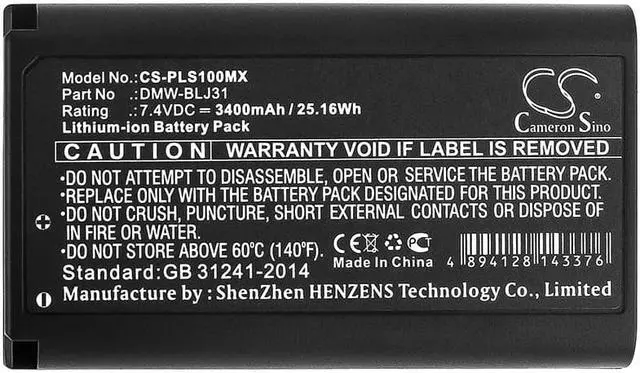 Model No.:CS-PLS100MX
Part No :DMW-BLJ31
Rating :7.4VDC ⎓ 3400mAh / 25.16Wh
Lithium-ion Battery Pack
CS
Cameron Sino
CAUTION WARRANTY VOID IF LABEL IS REMOVED
•DO NOT ATTEMPT TO DISASSEMBLE, OPEN OR SERVICE THE BATTERY PACK.
•REPLACE ONLY WITH THE BATTERY PACK DESIGNATED FOR THIS PRODUCT.
•DO NOT CRUSH, PUNCTURE, SHORT EXTERNAL CONTACTS OR DISPOSE
IN FIRE OR WATER.
•DO NOT STORE ABOVE 60°C (140°F).
Standard:GB 31241-2014
CE
Made In China
4 894128 143376
Manufacture by : ShenZhen HENZENS Technology Co., Limited